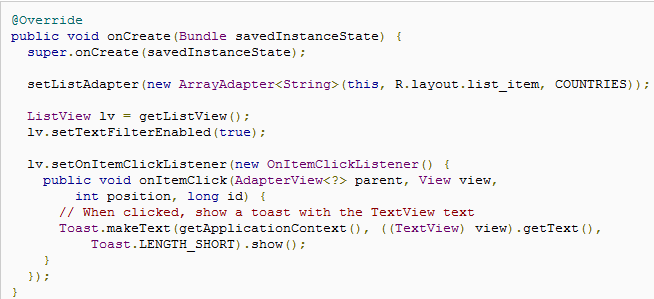 @Override
public void onCreate(Bundle savedInstanceState) {
  super.onCreate(savedInstanceState);

  setListAdapter(new ArrayAdapter<String>(this, R.layout.list_item, COUNTRIES));

  ListView lv = getListView();
  lv.setTextFilterEnabled(true);

  lv.setOnItemClickListener(new OnItemClickListener() {
    public void onItemClick(AdapterView<?> parent, View view,
        int position, long id) {
      // When clicked, show a toast with the TextView text
      Toast.makeText(getApplicationContext(), ((TextView) view).getText(),
          Toast.LENGTH_SHORT).show();
    }
  });
}